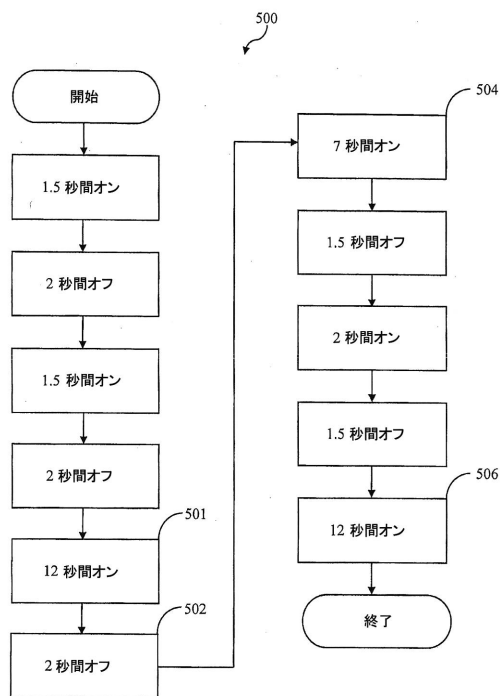 500
開始
1.5 秒間オン
2 秒間オフ
1.5 秒間オン
2 秒間オフ
501
12 秒間オン
502
2 秒間オフ
504
7 秒間オン
1.5 秒間オフ
2 秒間オン
1.5 秒間オフ
506
12 秒間オン
終了